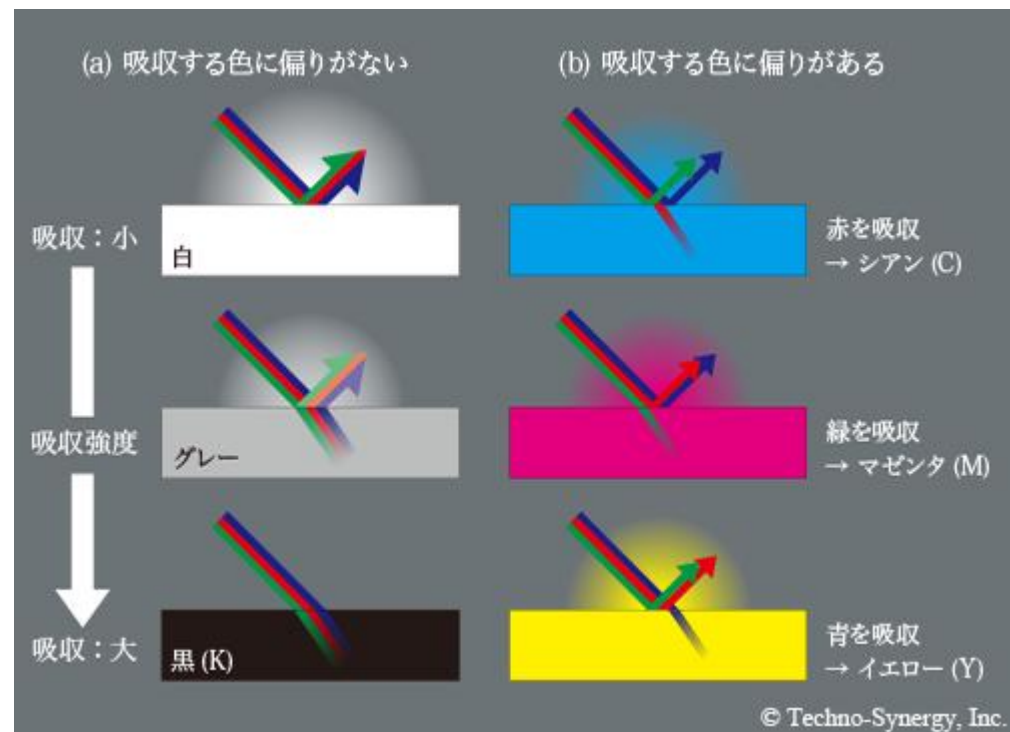 (a) 吸収する色に偏りがない
(b) 吸収する色に偏りがある
吸収：小
白
赤を吸収
→ シアン (C)
吸収強度
グレー
緑を吸収
→ マゼンタ (M)
吸収：大
黒 (K)
青を吸収
→ イエロー (Y)
© Techno-Synergy, Inc.